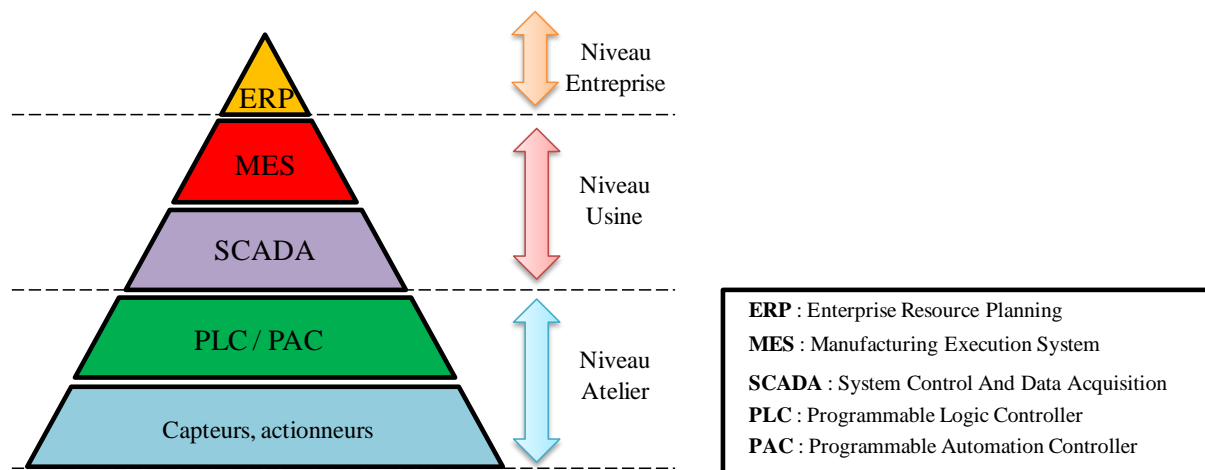 ERP
Niveau
Entreprise
MES
Niveau
Usine
SCADA
PLC / PAC
Niveau
Atelier
Capteurs, actionneurs
ERP : Enterprise Resource Planning
MES : Manufacturing Execution System
SCADA : System Control And Data Acquisition
PLC : Programmable Logic Controller
PAC : Programmable Automation Controller